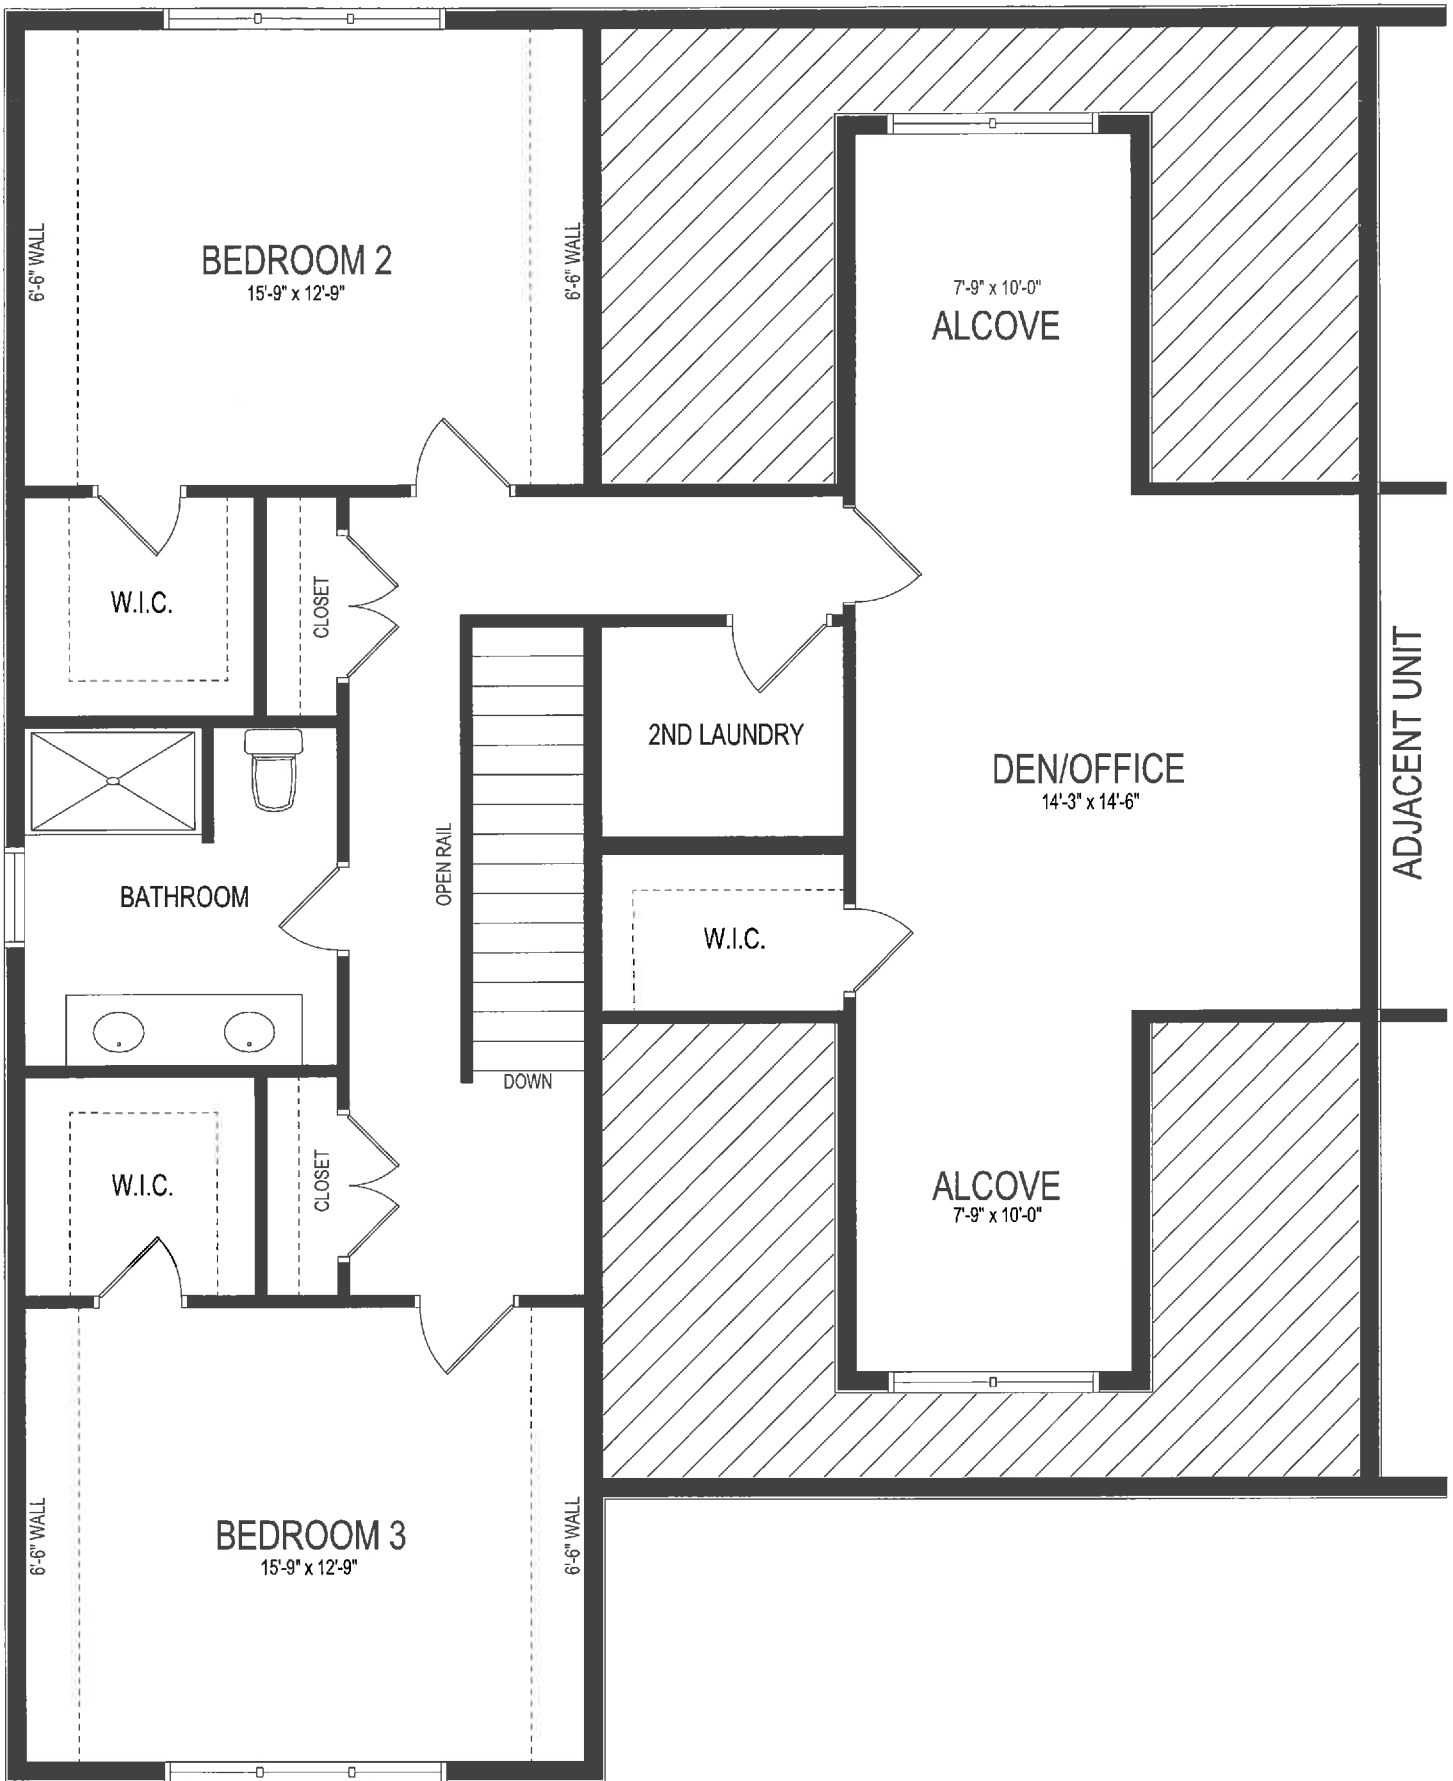 BEDROOM 2
15'-9" x 12'-9"
6'-6" WALL
6'-6" WALL
7'-9" x 10'-0"
ALCOVE
W.I.C.
CLOSET
2ND LAUNDRY
DEN/OFFICE
14'-3" x 14'-6"
ADJACENT UNIT
OPEN RAIL
BATHROOM
W.I.C.
DOWN
W.I.C.
CLOSET
ALCOVE
7'-9" x 10'-0"
BEDROOM 3
15'-9" x 12'-9"
6'-6" WALL
6'-6" WALL